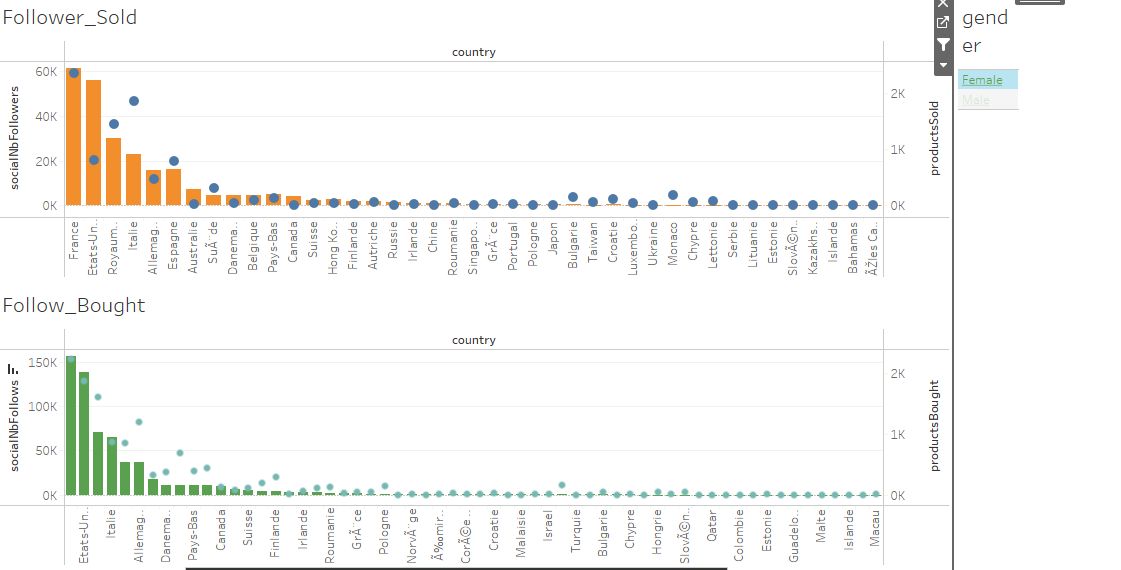 Follower_Sold
country
60K
40K
20K
0K
socialNbFollowers
2K
1K
0K
productsSold
France
Etats-Un..
Royaum..
Italie
Allemag..
Espagne
Australie
SuÃ¨de
Danema..
Belgique
Pays-Bas
Canada
Suisse
Hong Ko..
Finlande
Autriche
Russie
Irlande
Chine
Roumanie
Singapo..
GrÃ¨ce
Portugal
Pologne
Japon
Bulgarie
Taiwan
Croatie
Luxembo..
Ukraine
Monaco
Chypre
Lettonie
Serbie
Lituanie
Estonie
SlovÃ©n..
Kazakhs..
Islande
Bahamas
ÃŽles Ca..
gend
er
Female
Male
Follow_Bought
country
150K
100K
50K
0K
socialNbFollows
2K
1K
0K
productsBought
Etats-Un..
Italie
Allemag..
Danema..
Pays-Bas
Canada
Suisse
Finlande
Irlande
Roumanie
GrÃ¨ce
Pologne
NorvÃ¨ge
Ã‰mir..
CorÃ©e..
Croatie
Malaisie
Israel
Turquie
Bulgarie
Chypre
Hongrie
SlovÃ©n..
Qatar
Colombie
Estonie
Guadelo..
Malte
Islande
Macau